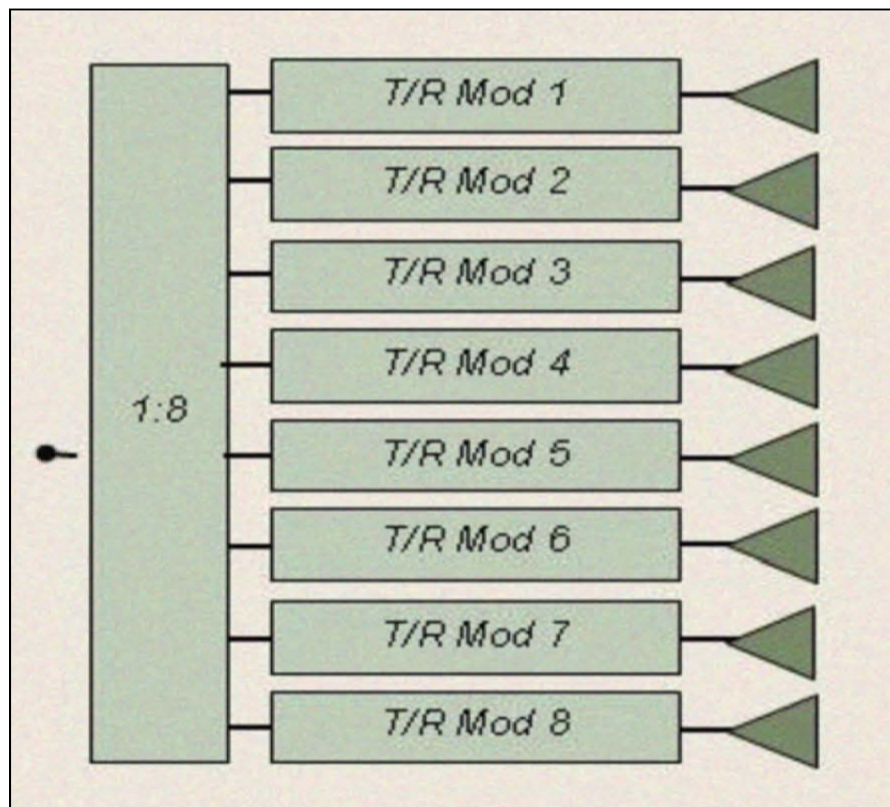 T/R Mod 1
T/R Mod 2
T/R Mod 3
T/R Mod 4
1:8
T/R Mod 5
T/R Mod 6
T/R Mod 7
T/R Mod 8